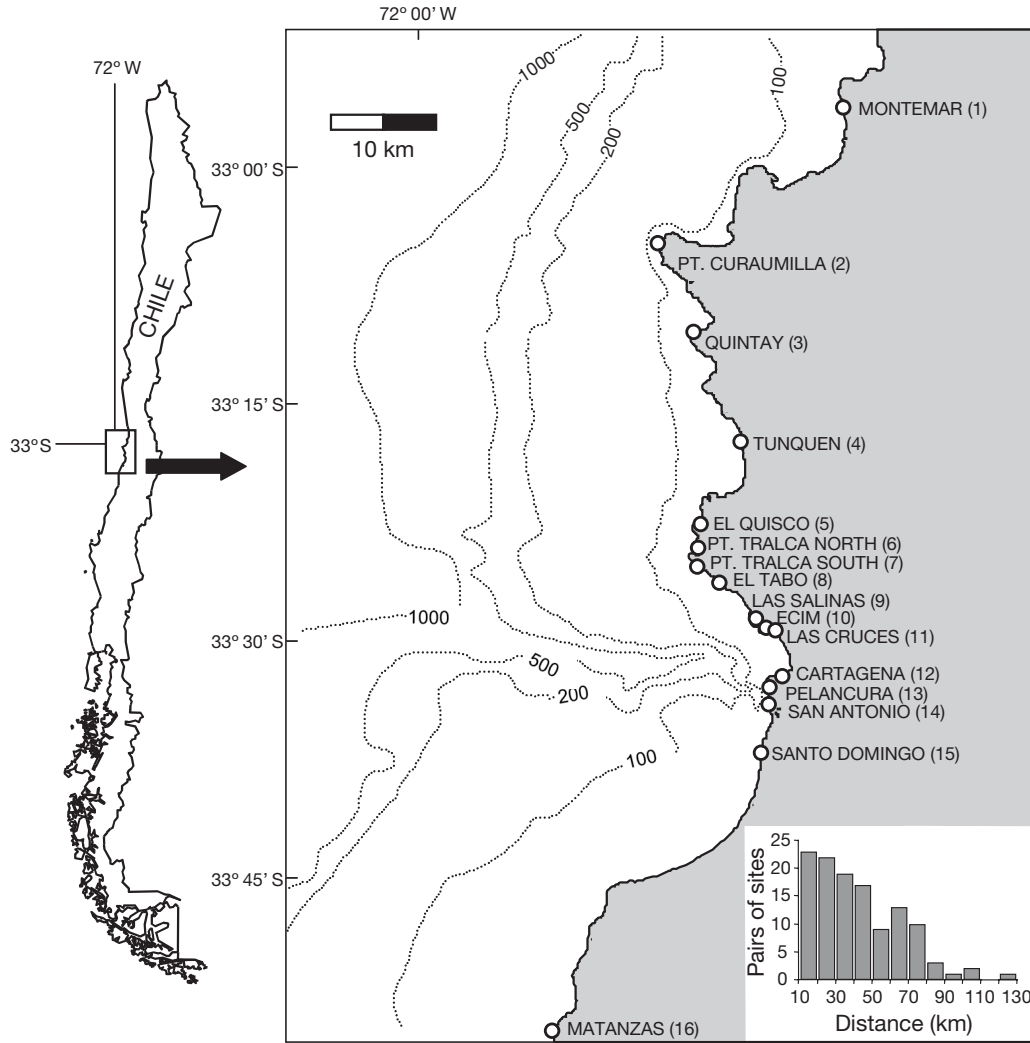 72° 00' W
72° W
1000
500
200
100
10 km
MONTEMAR (1)
33° 00' S
PT. CURAUMILLA (2)
CHILE
QUINTAY (3)
33° 15' S
33°S
TUNQUEN (4)
EL QUISCO (5)
PT. TRALCA NORTH (6)
PT. TRALCA SOUTH (7)
EL TABO (8)
LAS SALINAS (9)
ECIM (10)
1000
LAS CRUCES (11)
33° 30' S
500
200
CARTAGENA (12)
PELANCURA (13)
SAN ANTONIO (14)
100
SANTO DOMINGO (15)
33° 45' S
Pairs of sites
25
20
15
10
5
0
10 30 50 70 90 110 130
Distance (km)
MATANZAS (16)